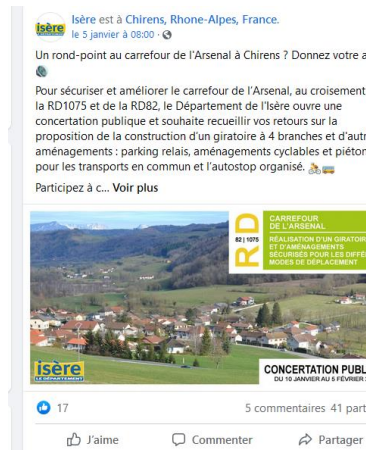 isère
LE DÉPARTEMENT
Isère est à Chirens, Rhone-Alpes, France.
le 5 janvier à 08:00 ·
Un rond-point au carrefour de l'Arsenal à Chirens ? Donnez votre a
Pour sécuriser et améliorer le carrefour de l'Arsenal, au croisement
la RD1075 et de la RD82, le Département de l'Isère ouvre une
concertation publique et souhaite recueillir vos retours sur la
proposition de la construction d'un giratoire à 4 branches et d'autr
aménagements : parking relais, aménagements cyclables et piéton
pour les transports en commun et l'autostop organisé.
Participez à c... Voir plus
RD
82 | 1075
CARREFOUR
DE L'ARSENAL
RÉALISATION D'UN GIRATOIR
ET D'AMÉNAGEMENTS
SÉCURISÉS POUR LES DIFFÉ
MODES DE DÉPLACEMENT
isère
LE DÉPARTEMENT
CONCERTATION PUBL
DU 10 JANVIER AU 5 FÉVRIER
17
5 commentaires 41 part
J'aime
Commenter
Partager